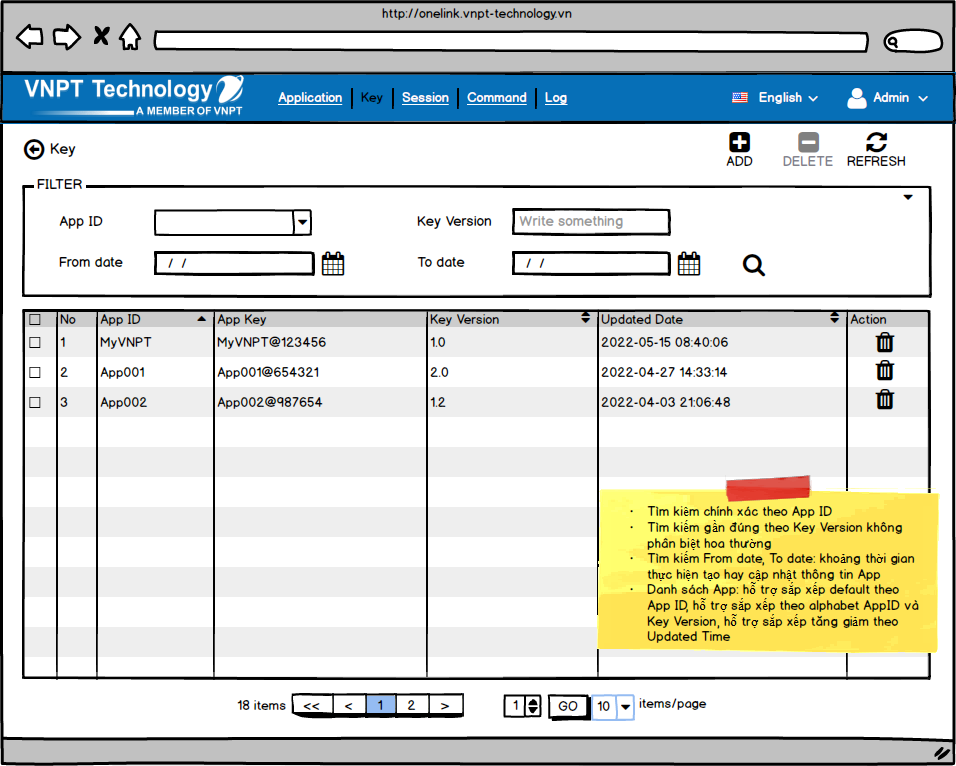 http://onelink.vnpt-technology.vn
VNPT Technology
A MEMBER OF VNPT
Application Key Session Command Log
English Admin
Key
ADD DELETE REFRESH
FILTER
App ID Key Version Write something
From date / / To date / /
No App ID App Key Key Version Updated Date Action
1 MyVNPT MyVNPT@123456 1.0 2022-05-15 08:40:06
2 App001 App001@654321 2.0 2022-04-27 14:33:14
3 App002 App002@987654 1.2 2022-04-03 21:06:48
· Tìm kiếm chính xác theo App ID
· Tìm kiếm gần đúng theo Key Version không
phân biệt hoa thường
· Tìm kiếm From date, To date: khoảng thời gian
thực hiện tạo hay cập nhật thông tin App
· Danh sách App: hỗ trợ sắp xếp default theo
App ID, hỗ trợ sắp xếp theo alphabet AppID và
Key Version, hỗ trợ sắp xếp tăng giảm theo
Updated Time
18 items << < 1 2 > 1 GO 10 items/page